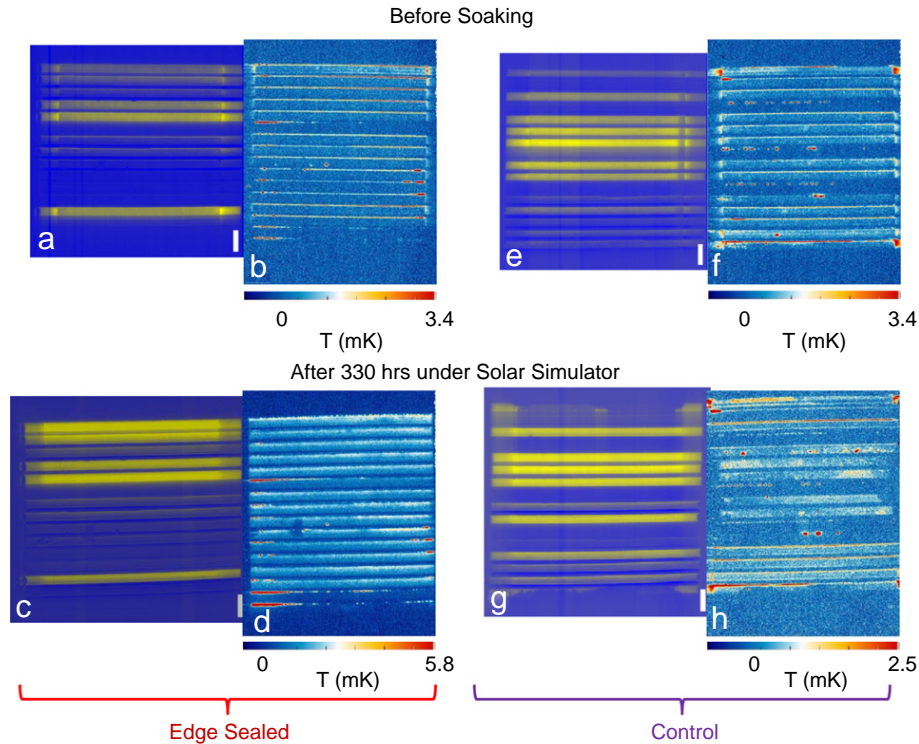 Before Soaking
a
b
e
f
0 3.4
T (mK)
0 3.4
T (mK)
After 330 hrs under Solar Simulator
c
d
g
h
0 5.8
T (mK)
0 2.5
T (mK)
Edge Sealed
Control